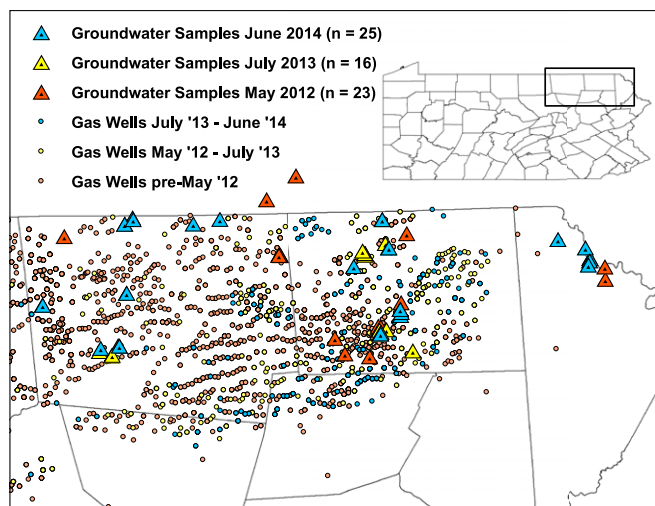 Groundwater Samples June 2014 (n = 25)
Groundwater Samples July 2013 (n = 16)
Groundwater Samples May 2012 (n = 23)
Gas Wells July '13 - June '14
Gas Wells May '12 - July '13
Gas Wells pre-May '12